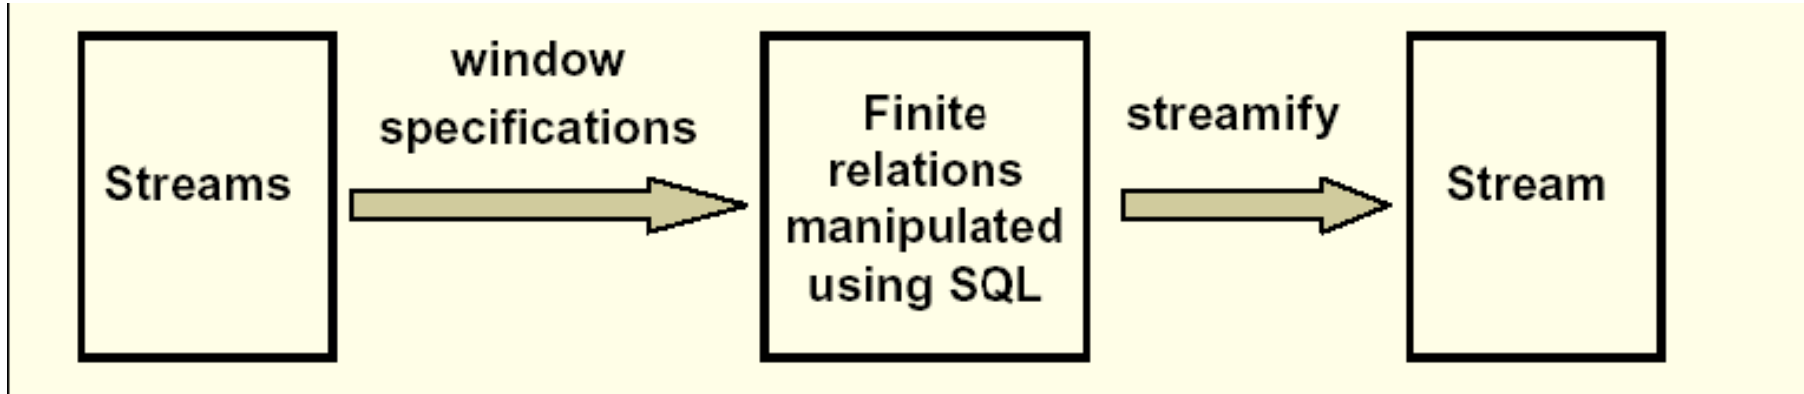 Streams
window
specifications
Finite
relations
manipulated
using SQL
streamify
Stream